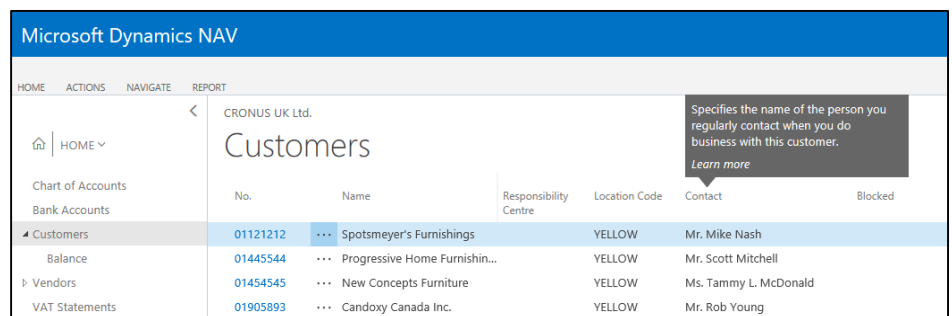 Microsoft Dynamics NAV
HOME ACTIONS NAVIGATE REPORT
CRONUS UK Ltd.
Customers
HOME
Specifies the name of the person you
regularly contact when you do
business with this customer.
Learn more
Chart of Accounts
Bank Accounts
Customers
Balance
Vendors
VAT Statements
No. Name Responsibility Centre Location Code Contact Blocked
01121212 ... Spotsmeyer's Furnishings YELLOW Mr. Mike Nash
01445544 ... Progressive Home Furnishin... YELLOW Mr. Scott Mitchell
01454545 ... New Concepts Furniture YELLOW Ms. Tammy L. McDonald
01905893 ... Candoxy Canada Inc. YELLOW Mr. Rob Young